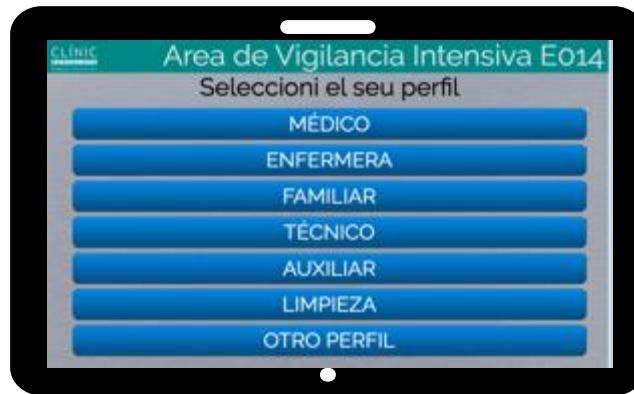 CLÍNIC
Area de Vigilancia Intensiva E014
Seleccioni el seu perfil
MÉDICO
ENFERMERA
FAMILIAR
TÉCNICO
AUXILIAR
LIMPIEZA
OTRO PERFIL